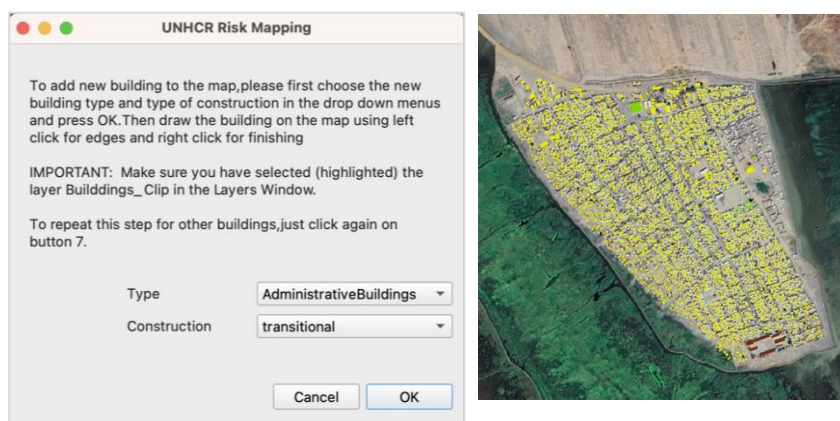 UNHCR Risk Mapping
To add new building to the map,please first choose the new
building type and type of construction in the drop down menus
and press OK.Then draw the building on the map using left
click for edges and right click for finishing
IMPORTANT:  Make sure you have selected (highlighted) the
layer Builddings_Clip in the Layers Window.
To repeat this step for other buildings,just click again on
button 7.
Type AdministrativeBuildings
Construction transitional
Cancel OK